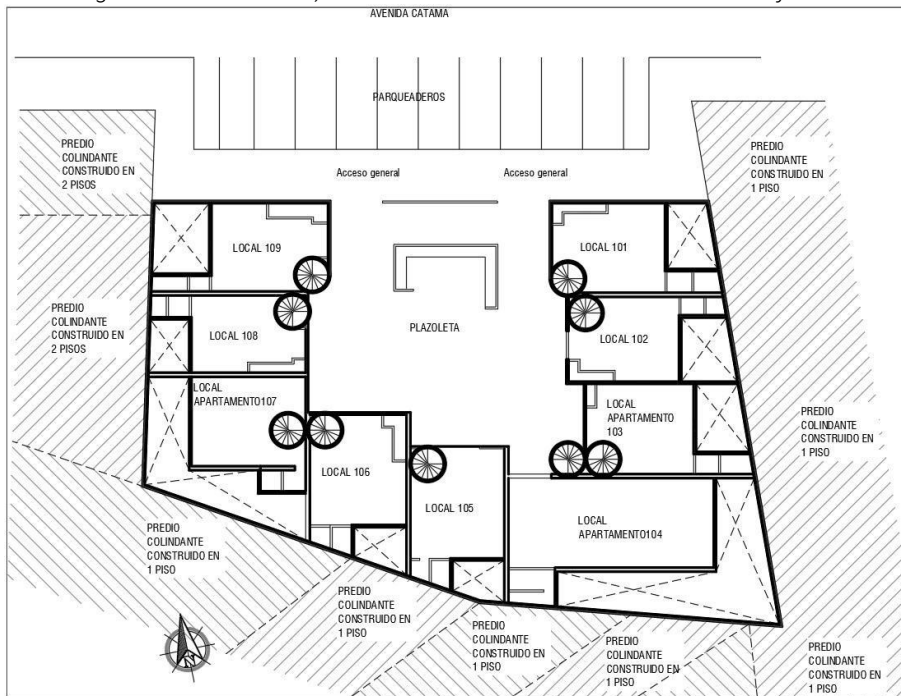 AVENIDA CATAMA
PARQUEADEROS
PREDIO
COLINDANTE
CONSTRUIDO EN
2 PISOS
PREDIO
COLINDANTE
CONSTRUIDO EN
1 PISO
Acceso general
Acceso general
LOCAL 109
LOCAL 101
PREDIO
COLINDANTE
CONSTRUIDO EN
2 PISOS
LOCAL 108
PLAZOLETA
LOCAL 102
LOCAL
APARTAMENTO107
LOCAL
APARTAMENTO
103
PREDIO
COLINDANTE
CONSTRUIDO EN
1 PISO
LOCAL 106
LOCAL 105
LOCAL
APARTAMENTO104
PREDIO
COLINDANTE
CONSTRUIDO EN
1 PISO
PREDIO
COLINDANTE
CONSTRUIDO EN
1 PISO
PREDIO
COLINDANTE
CONSTRUIDO EN
1 PISO
PREDIO
COLINDANTE
CONSTRUIDO EN
1 PISO
PREDIO
COLINDANTE
CONSTRUIDO EN
1 PISO
N